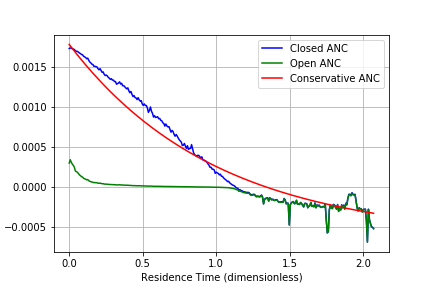 Closed ANC
Open ANC
Conservative ANC
0.0015
0.0010
0.0005
0.0000
−0.0005
0.0 0.5 1.0 1.5 2.0
Residence Time (dimensionless)